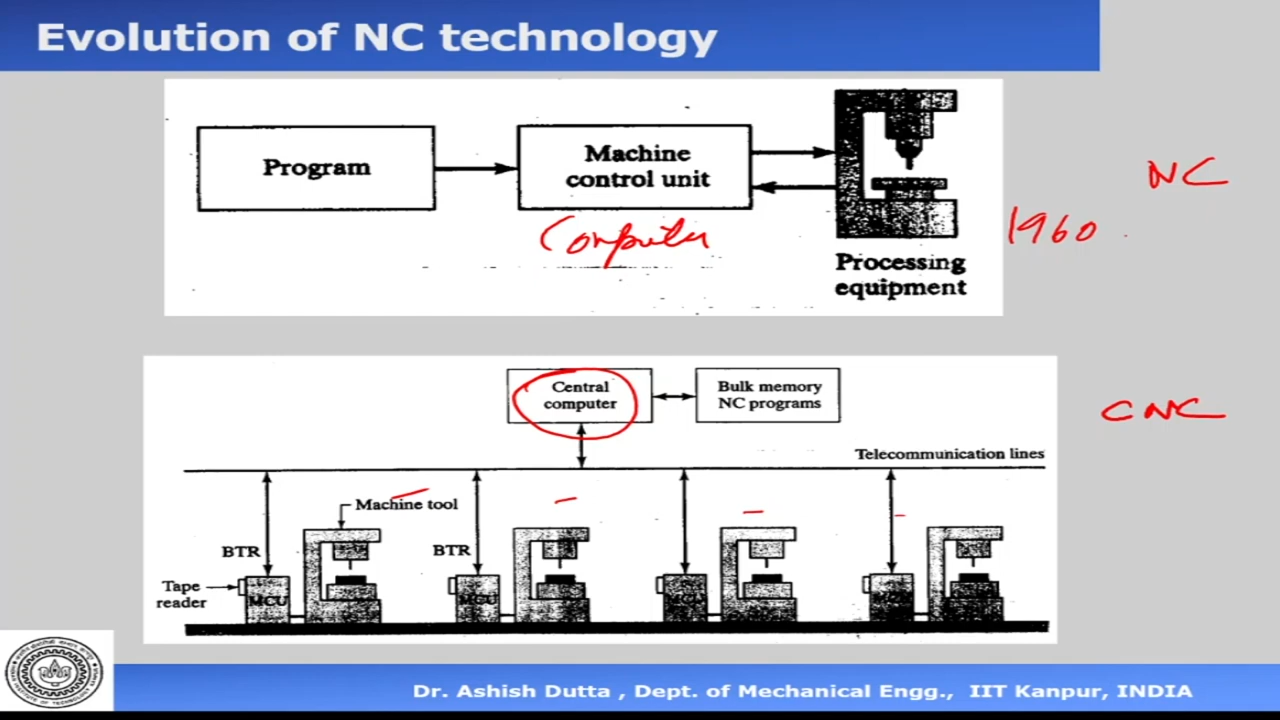 Evolution of NC technology
Program
Machine
control unit
Computer
NC
1960
Processing
equipment
Central
computer
Bulk memory
NC programs
CNC
Telecommunication lines
Machine tool
BTR
BTR
Tape
reader
MCU
MCU
MCU
Dr. Ashish Dutta , Dept. of Mechanical Engg., IIT Kanpur, INDIA